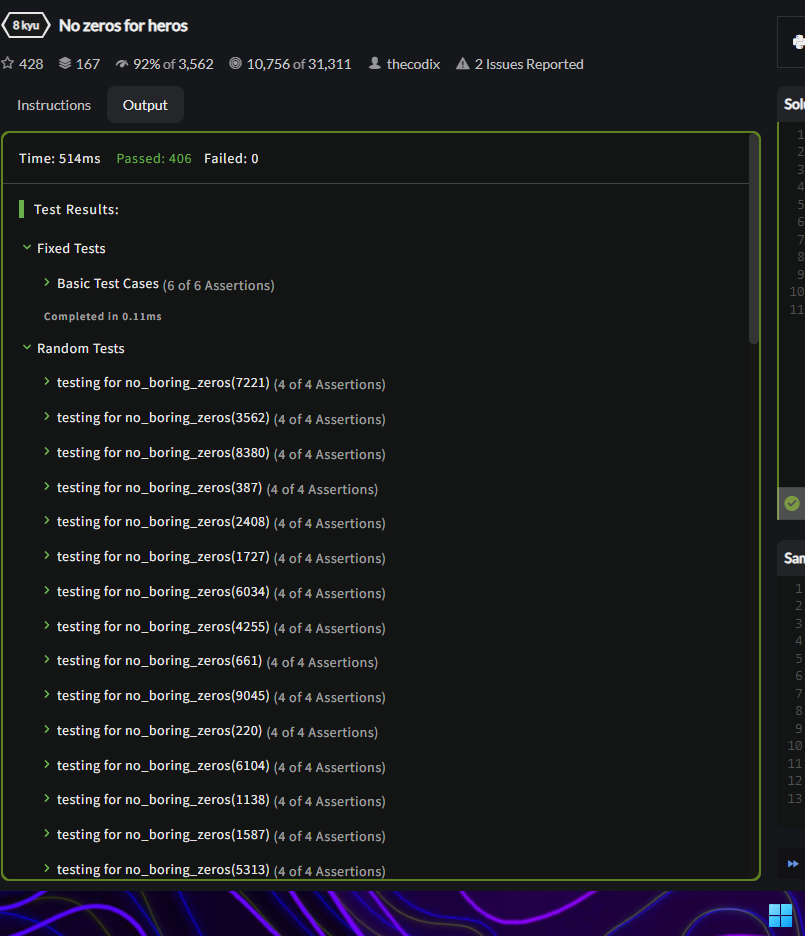 8 kyu No zeros for heros
428 167 92% of 3,562 10,756 of 31,311 thecodix 2 Issues Reported
Instructions Output
Time: 514ms Passed: 406 Failed: 0
Test Results:
Fixed Tests
Basic Test Cases (6 of 6 Assertions)
Completed in 0.11ms
Random Tests
testing for no_boring_zeros(7221) (4 of 4 Assertions)
testing for no_boring_zeros(3562) (4 of 4 Assertions)
testing for no_boring_zeros(8380) (4 of 4 Assertions)
testing for no_boring_zeros(387) (4 of 4 Assertions)
testing for no_boring_zeros(2408) (4 of 4 Assertions)
testing for no_boring_zeros(1727) (4 of 4 Assertions)
testing for no_boring_zeros(6034) (4 of 4 Assertions)
testing for no_boring_zeros(4255) (4 of 4 Assertions)
testing for no_boring_zeros(661) (4 of 4 Assertions)
testing for no_boring_zeros(9045) (4 of 4 Assertions)
testing for no_boring_zeros(220) (4 of 4 Assertions)
testing for no_boring_zeros(6104) (4 of 4 Assertions)
testing for no_boring_zeros(1138) (4 of 4 Assertions)
testing for no_boring_zeros(1587) (4 of 4 Assertions)
testing for no_boring_zeros(5313) (4 of 4 Assertions)
1
2
3
4
5
6
7
8
9
10
11
1
2
3
4
5
6
7
8
9
10
11
12
13